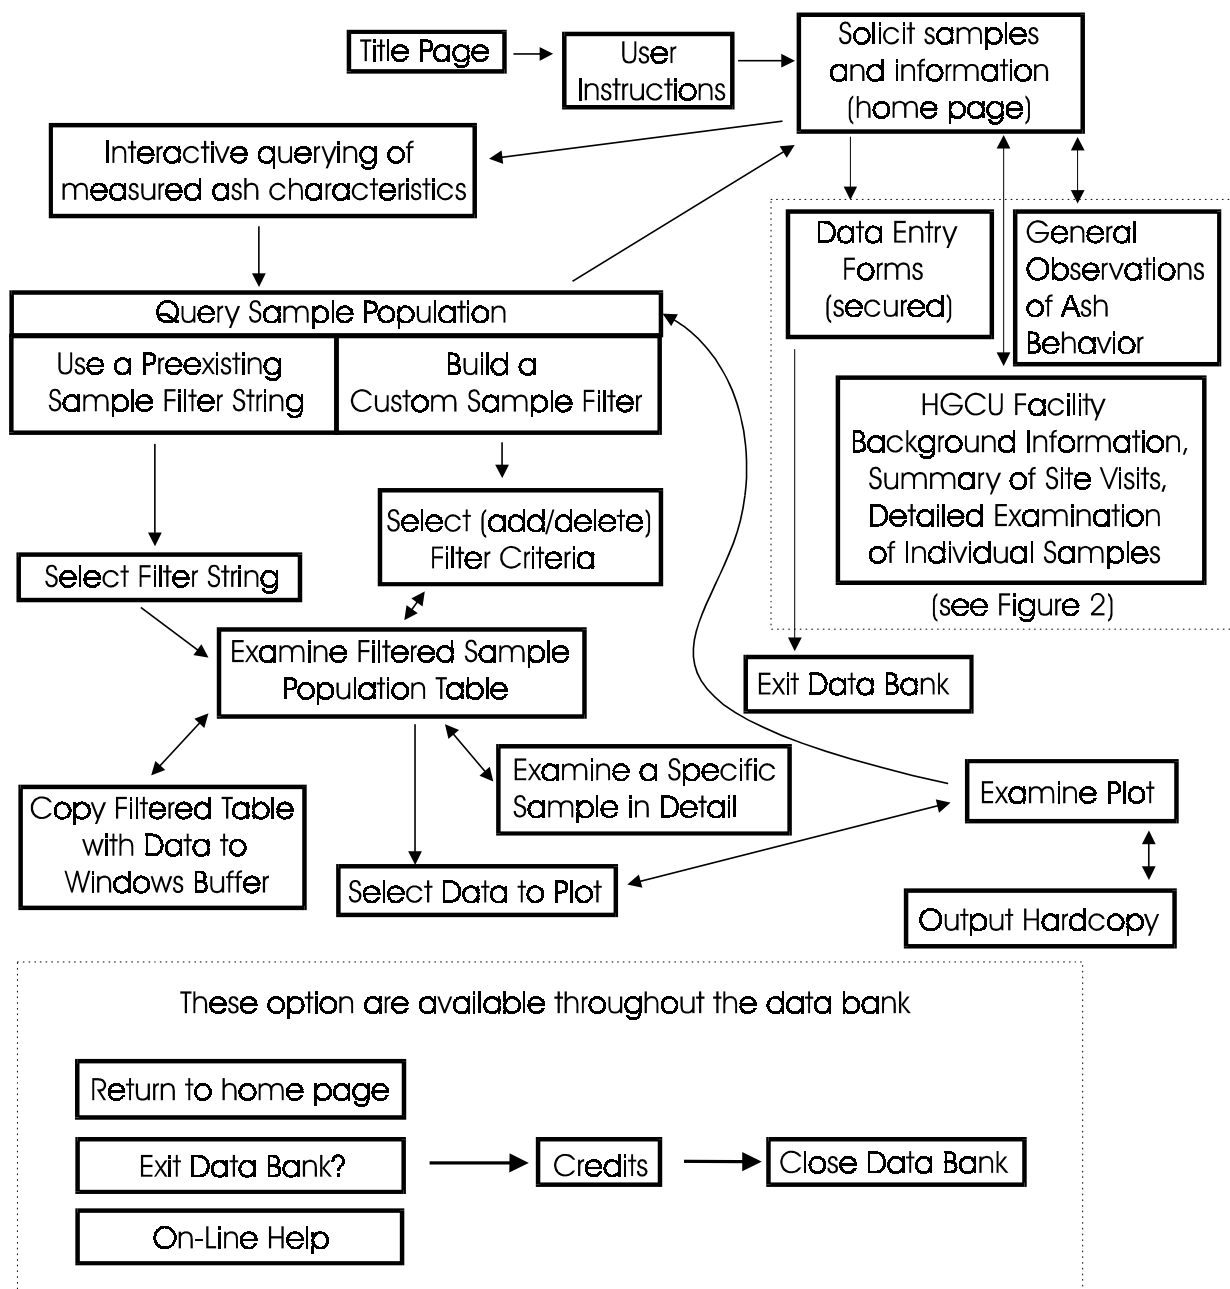 Title Page
User
Instructions
Solicit samples
and information
(home page)
Interactive querying of
measured ash characteristics
Query Sample Population
Use a Preexisting
Sample Filter String
Build a
Custom Sample Filter
Data Entry
Forms
(secured)
General
Observations
of Ash
Behavior
HGCU Facility
Background Information,
Summary of Site Visits,
Detailed Examination
of Individual Samples
(see Figure 2)
Select (add/delete)
Filter Criteria
Select Filter String
Examine Filtered Sample
Population Table
Exit Data Bank
Copy Filtered Table
with Data to
Windows Buffer
Examine a Specific
Sample in Detail
Examine Plot
Select Data to Plot
Output Hardcopy
These option are available throughout the data bank
Return to home page
Exit Data Bank?
Credits
Close Data Bank
On-Line Help